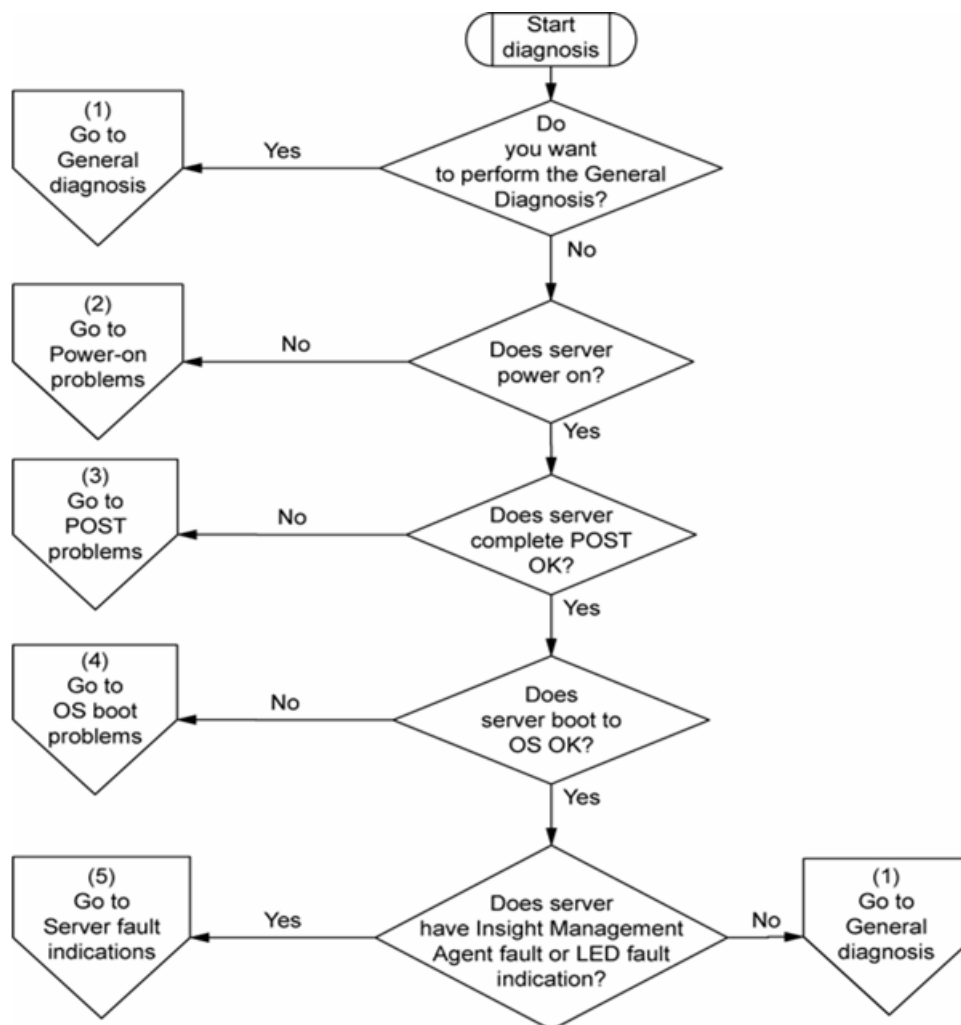 Start
diagnosis
Do
you want
to perform the General
Diagnosis?
Yes
(1)
Go to
General
diagnosis
No
Does server
power on?
No
(2)
Go to
Power-on
problems
Yes
Does server
complete POST
OK?
No
(3)
Go to
POST
problems
Yes
Does
server boot to
OS OK?
No
(4)
Go to
OS boot
problems
Yes
Does server
have Insight Management
Agent fault or LED fault
indication?
Yes
(5)
Go to
Server fault
indications
No
(1)
Go to
General
diagnosis